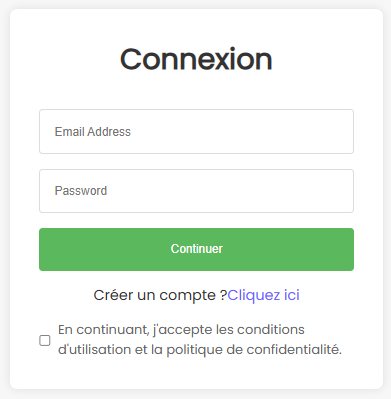 Connexion
Email Address
Password
Continuer
Créer un compte ?Cliquez ici
En continuant, j'accepte les conditions
d'utilisation et la politique de confidentialité.